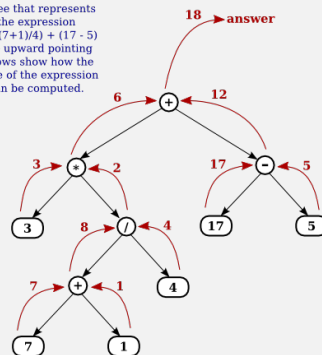 ee that represents
the expression
(7+1)/4) + (17 - 5)
upward pointing
ows show how the
e of the expression
n be computed.
18
answer
6
+
12
3
*
2
17
-
5
3
8
/
4
17
5
7
+
1
4
7
1